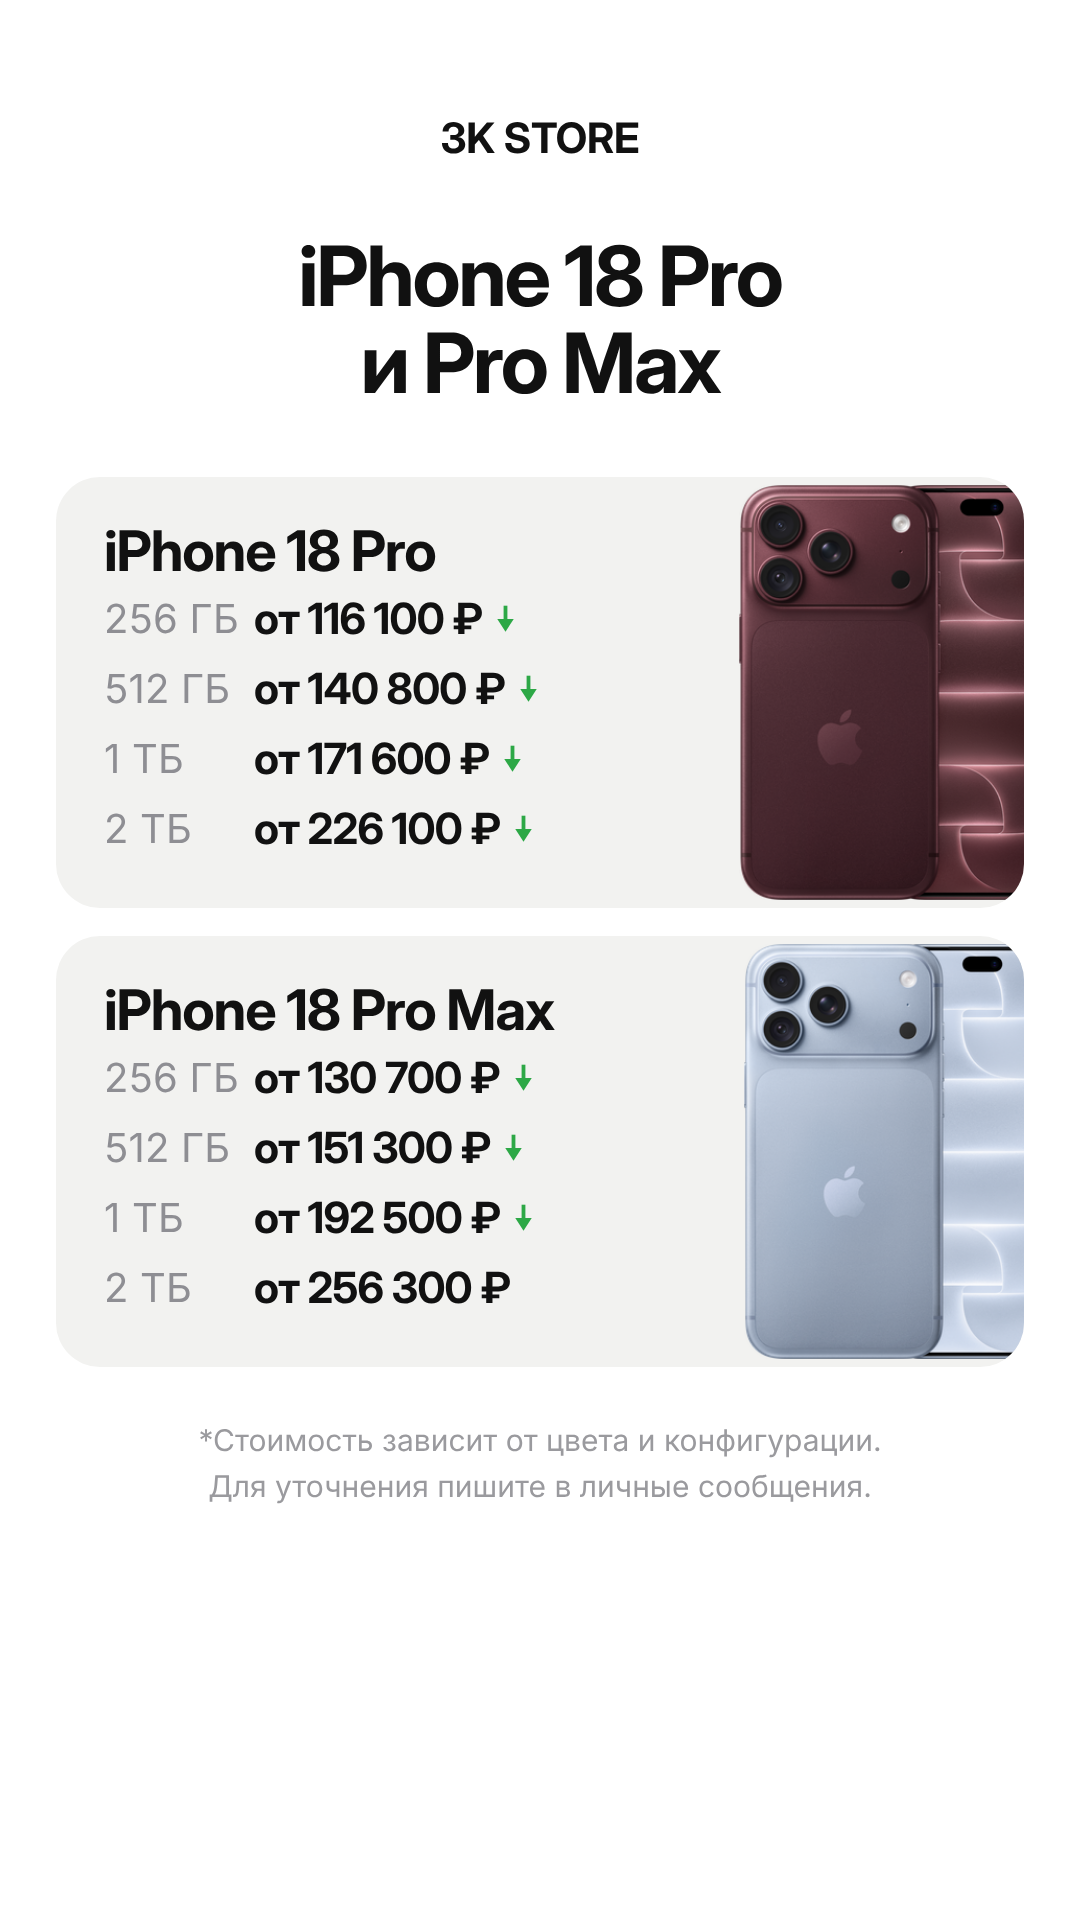 3K STORE
iPhone 18 Pro
и Pro Max
iPhone 18 Pro
256 ГБ от 116 100 ₽ ↓
512 ГБ от 140 800 ₽ ↓
1 ТБ от 171 600 ₽ ↓
2 ТБ от 226 100 ₽ ↓
iPhone 18 Pro Max
256 ГБ от 130 700 ₽ ↓
512 ГБ от 151 300 ₽ ↓
1 ТБ от 192 500 ₽ ↓
2 ТБ от 256 300 ₽
*Стоимость зависит от цвета и конфигурации.
Для уточнения пишите в личные сообщения.